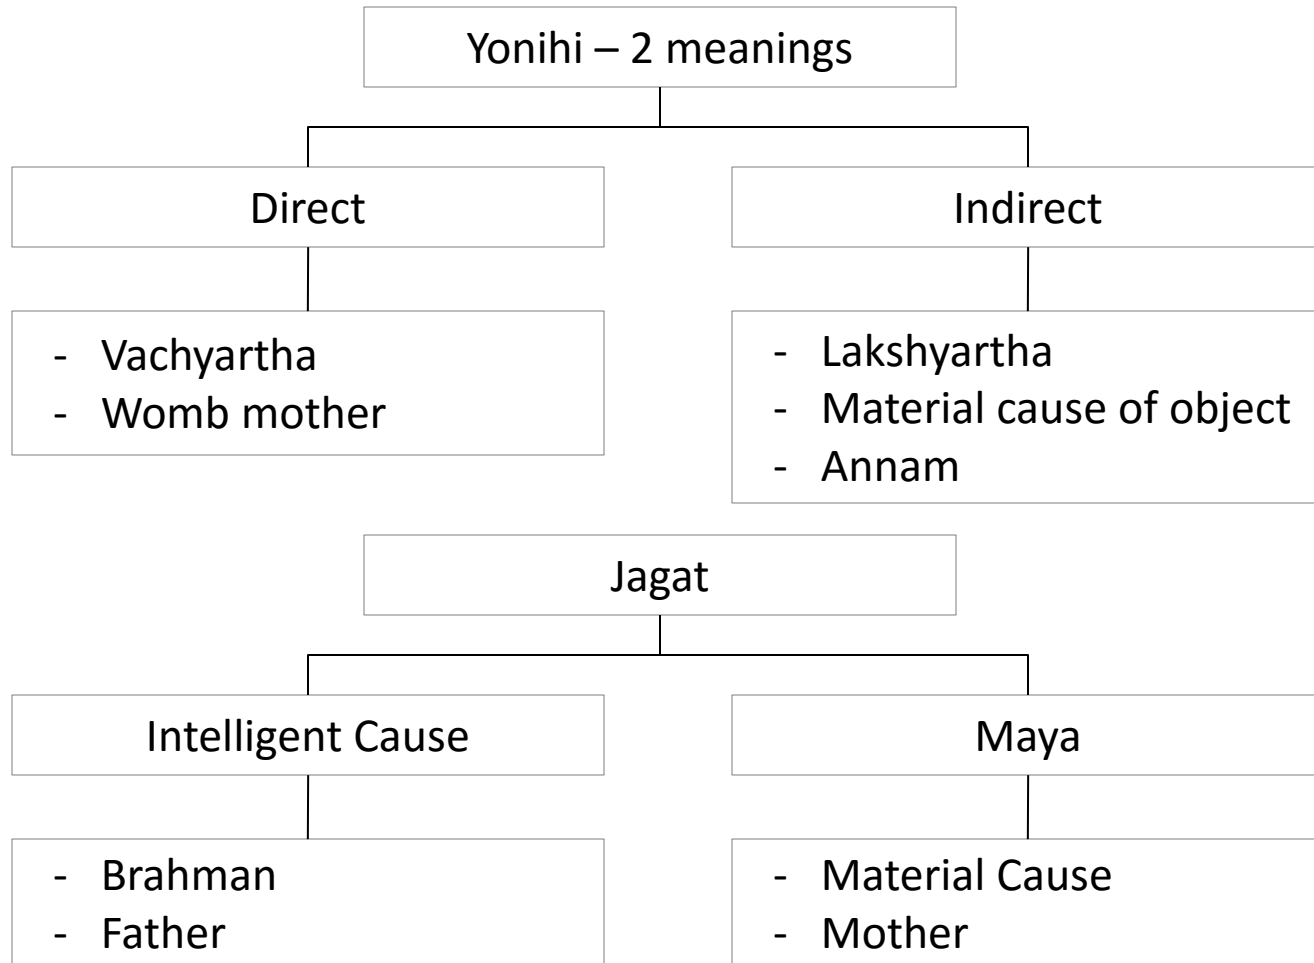 Yonihi – 2 meanings
Direct
Indirect
- Vachyartha
- Womb mother
- Lakshyartha
- Material cause of object
- Annam
Jagat
Intelligent Cause
Maya
- Brahman
- Father
- Material Cause
- Mother